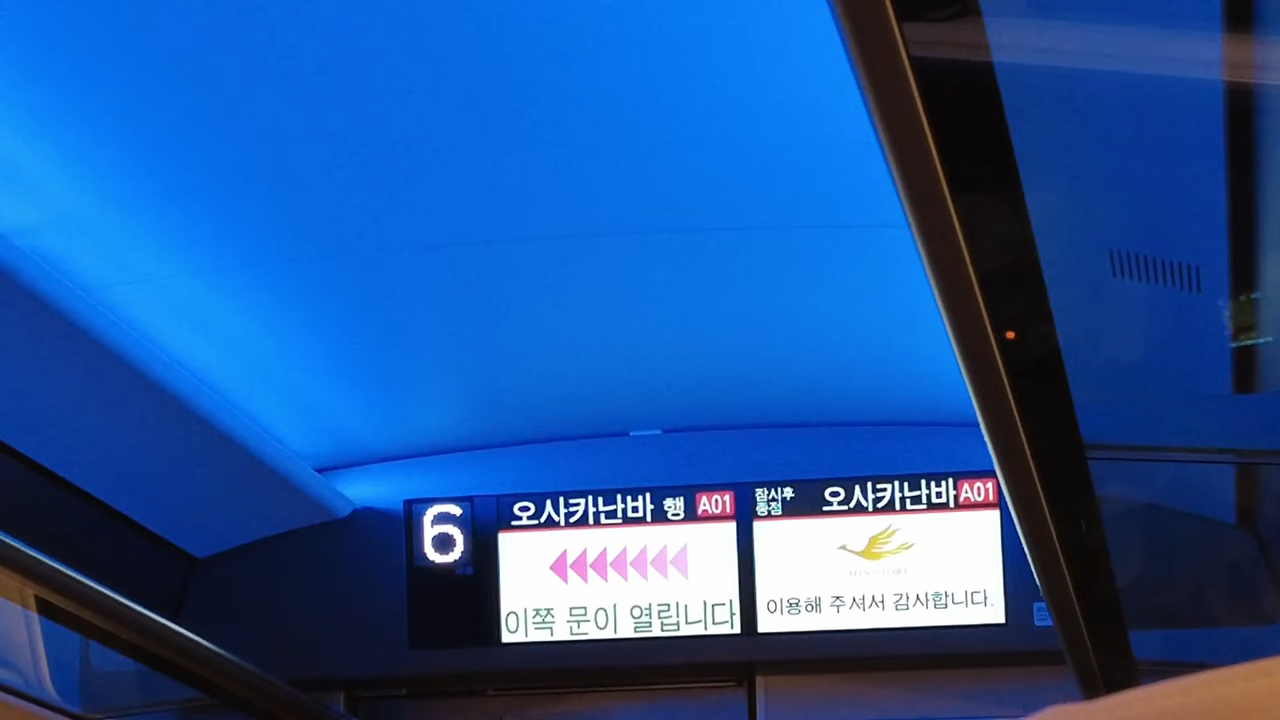 6
오사카난바 행 A01
이쪽 문이 열립니다
잠시후
종점
오사카난바 A01
이용해 주셔서 감사합니다.